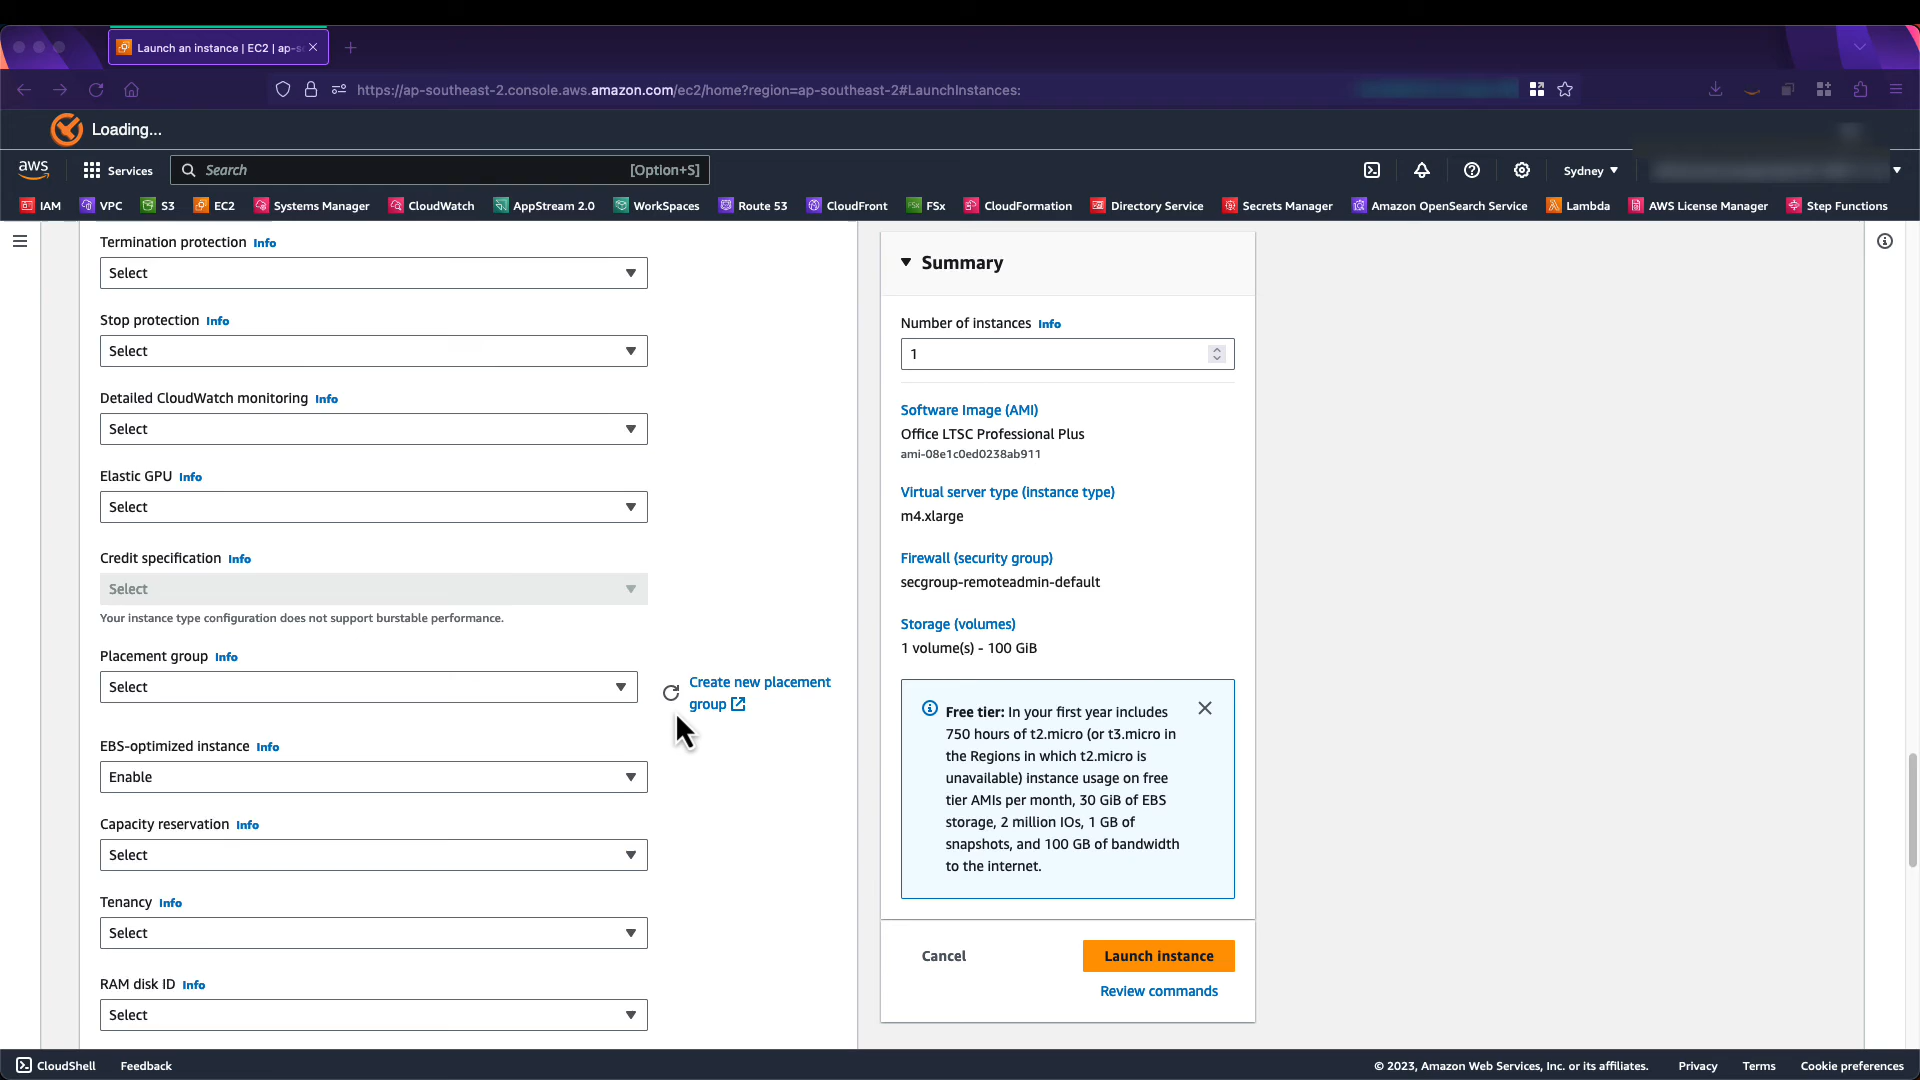 Launch an instance | EC2 | ap-s
https://ap-southeast-2.console.aws.amazon.com/ec2/home?region=ap-southeast-2#LaunchInstances:
Loading...
aws
Services
Search
[Option+S]
Sydney
IAM
VPC
S3
EC2
Systems Manager
CloudWatch
AppStream 2.0
WorkSpaces
Route 53
CloudFront
FSx
CloudFormation
Directory Service
Secrets Manager
Amazon OpenSearch Service
Lambda
AWS License Manager
Step Functions
Termination protection Info
Select
Stop protection Info
Select
Detailed CloudWatch monitoring Info
Select
Elastic GPU Info
Select
Credit specification Info
Select
Your instance type configuration does not support burstable performance.
Placement group Info
Select
Create new placement
group
EBS-optimized instance Info
Enable
Capacity reservation Info
Select
Tenancy Info
Select
RAM disk ID Info
Select
Summary
Number of instances Info
1
Software Image (AMI)
Office LTSC Professional Plus
ami-08e1c0ed0238ab911
Virtual server type (instance type)
m4.xlarge
Firewall (security group)
secgroup-remoteadmin-default
Storage (volumes)
1 volume(s) - 100 GiB
Free tier: In your first year includes
750 hours of t2.micro (or t3.micro in
the Regions in which t2.micro is
unavailable) instance usage on free
tier AMIs per month, 30 GiB of EBS
storage, 2 million IOs, 1 GB of
snapshots, and 100 GB of bandwidth
to the internet.
Cancel
Launch instance
Review commands
CloudShell
Feedback
© 2023, Amazon Web Services, Inc. or its affiliates.
Privacy
Terms
Cookie preferences